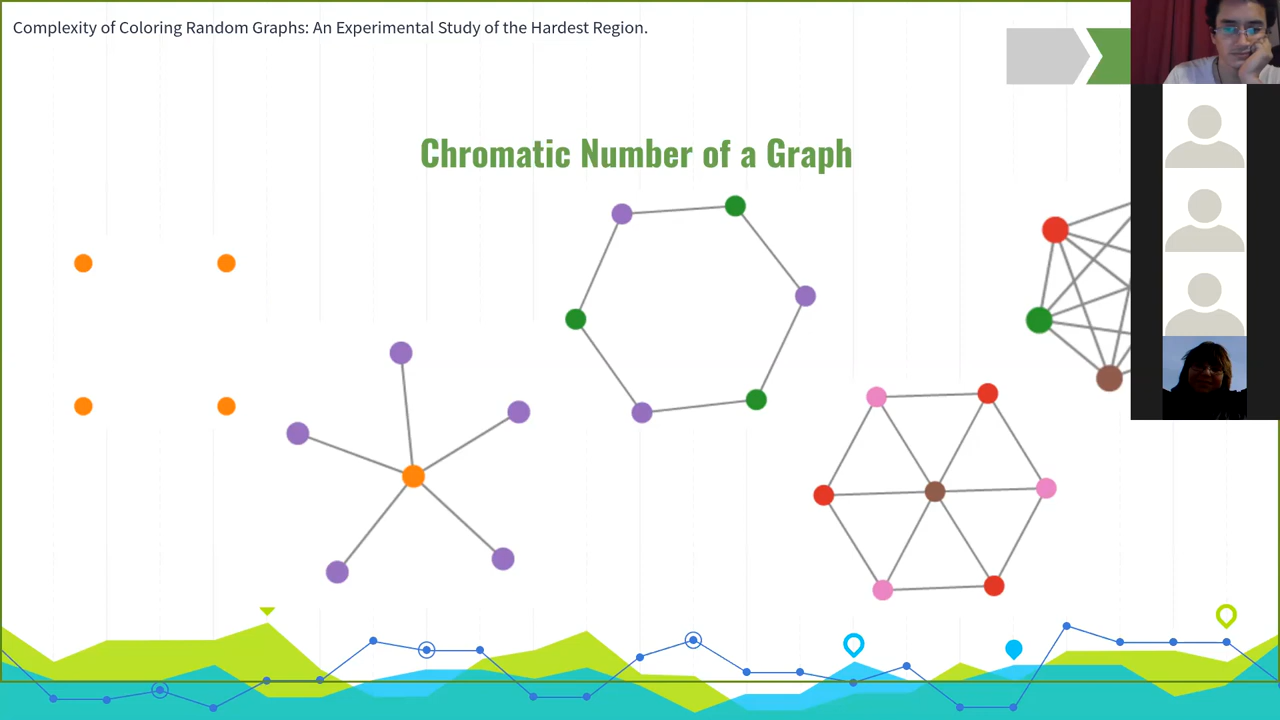 Complexity of Coloring Random Graphs: An Experimental Study of the Hardest Region.
Chromatic Number of a Graph